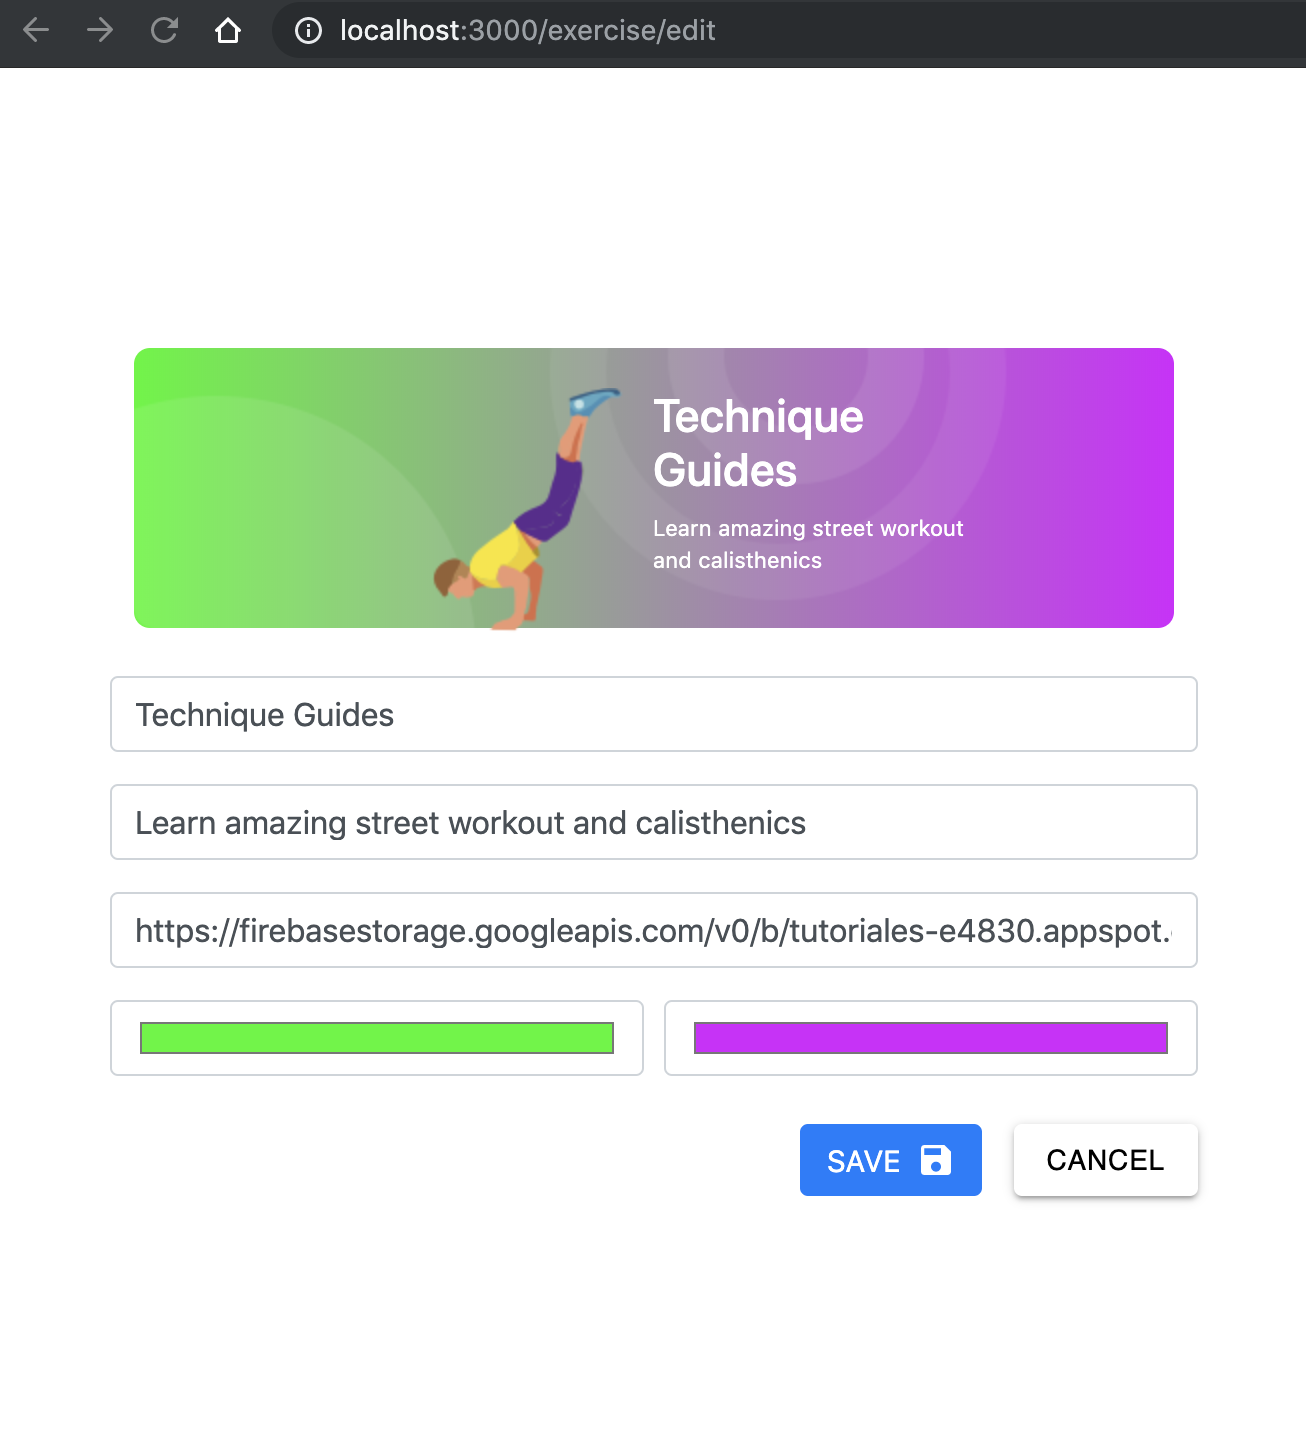 localhost:3000/exercise/edit
Technique
Guides
Learn amazing street workout
and calisthenics
Technique Guides
Learn amazing street workout and calisthenics
https://firebasestorage.googleapis.com/v0/b/tutoriales-e4830.appspot.
SAVE
CANCEL